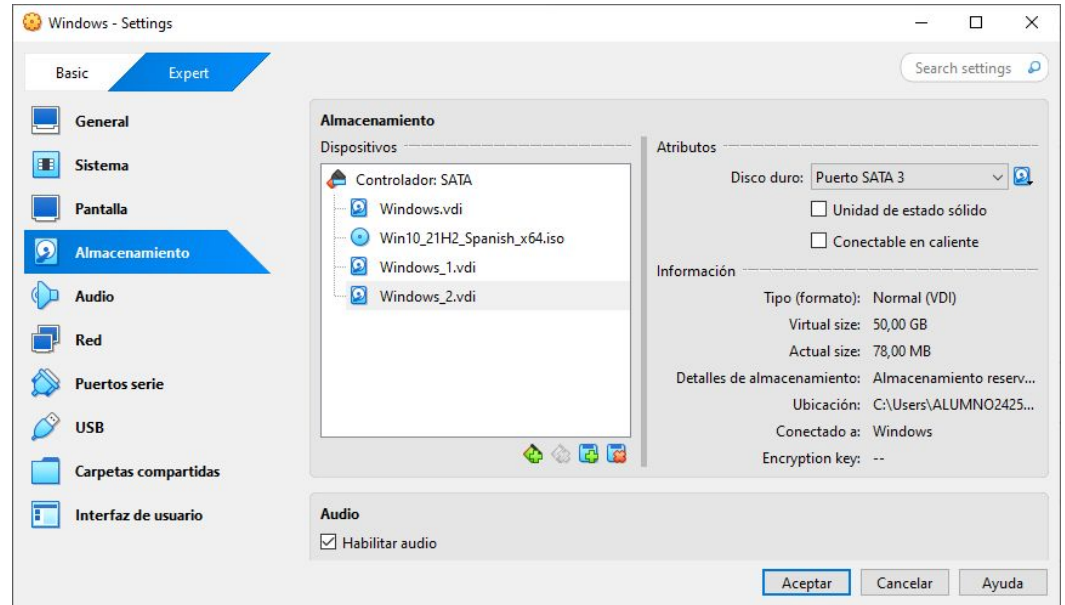 Windows - Settings
Basic
Expert
Search settings
General
Sistema
Pantalla
Almacenamiento
Audio
Red
Puertos serie
USB
Carpetas compartidas
Interfaz de usuario
Almacenamiento
Dispositivos
Controlador: SATA
Windows.vdi
Win10_21H2_Spanish_x64.iso
Windows_1.vdi
Windows_2.vdi
Atributos
Disco duro: Puerto SATA 3
Unidad de estado sólido
Conectable en caliente
Información
Tipo (formato): Normal (VDI)
Virtual size: 50,00 GB
Actual size: 78,00 MB
Detalles de almacenamiento: Almacenamiento reserv...
Ubicación: C:\Users\ALUMNO2425...
Conectado a: Windows
Encryption key: --
Audio
Habilitar audio
Aceptar
Cancelar
Ayuda